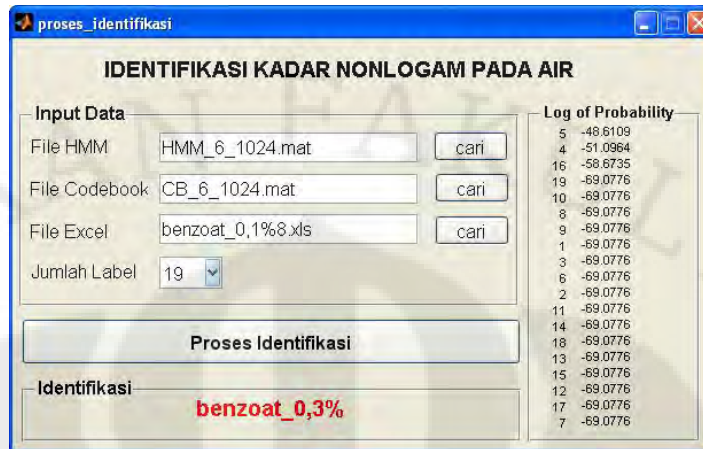 proses_identifikasi
IDENTIFIKASI KADAR NONLOGAM PADA AIR
Input Data
File HMM HMM_6_1024.mat cari
File Codebook CB_6_1024.mat cari
File Excel benzoat_0,1%8.xls cari
Jumlah Label 19
Proses Identifikasi
Identifikasi
benzoat_0,3%
Log of Probability
5 -48.6109
4 -51.0964
16 -58.6735
19 -69.0776
10 -69.0776
8 -69.0776
9 -69.0776
1 -69.0776
3 -69.0776
6 -69.0776
2 -69.0776
11 -69.0776
14 -69.0776
18 -69.0776
13 -69.0776
15 -69.0776
12 -69.0776
17 -69.0776
7 -69.0776